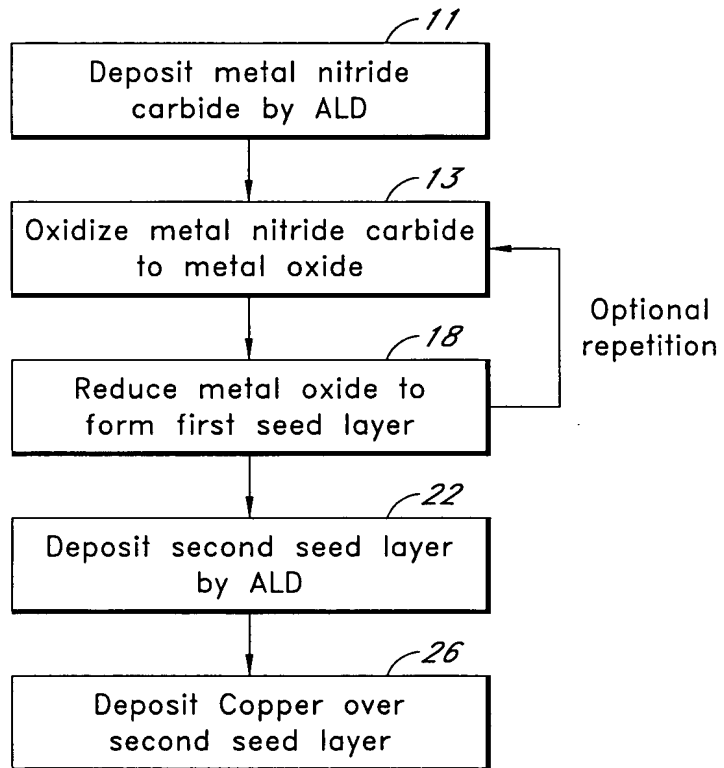 11
Deposit metal nitride
carbide by ALD
13
Oxidize metal nitride carbide
to metal oxide
Optional
repetition
18
Reduce metal oxide to
form first seed layer
22
Deposit second seed layer
by ALD
26
Deposit Copper over
second seed layer